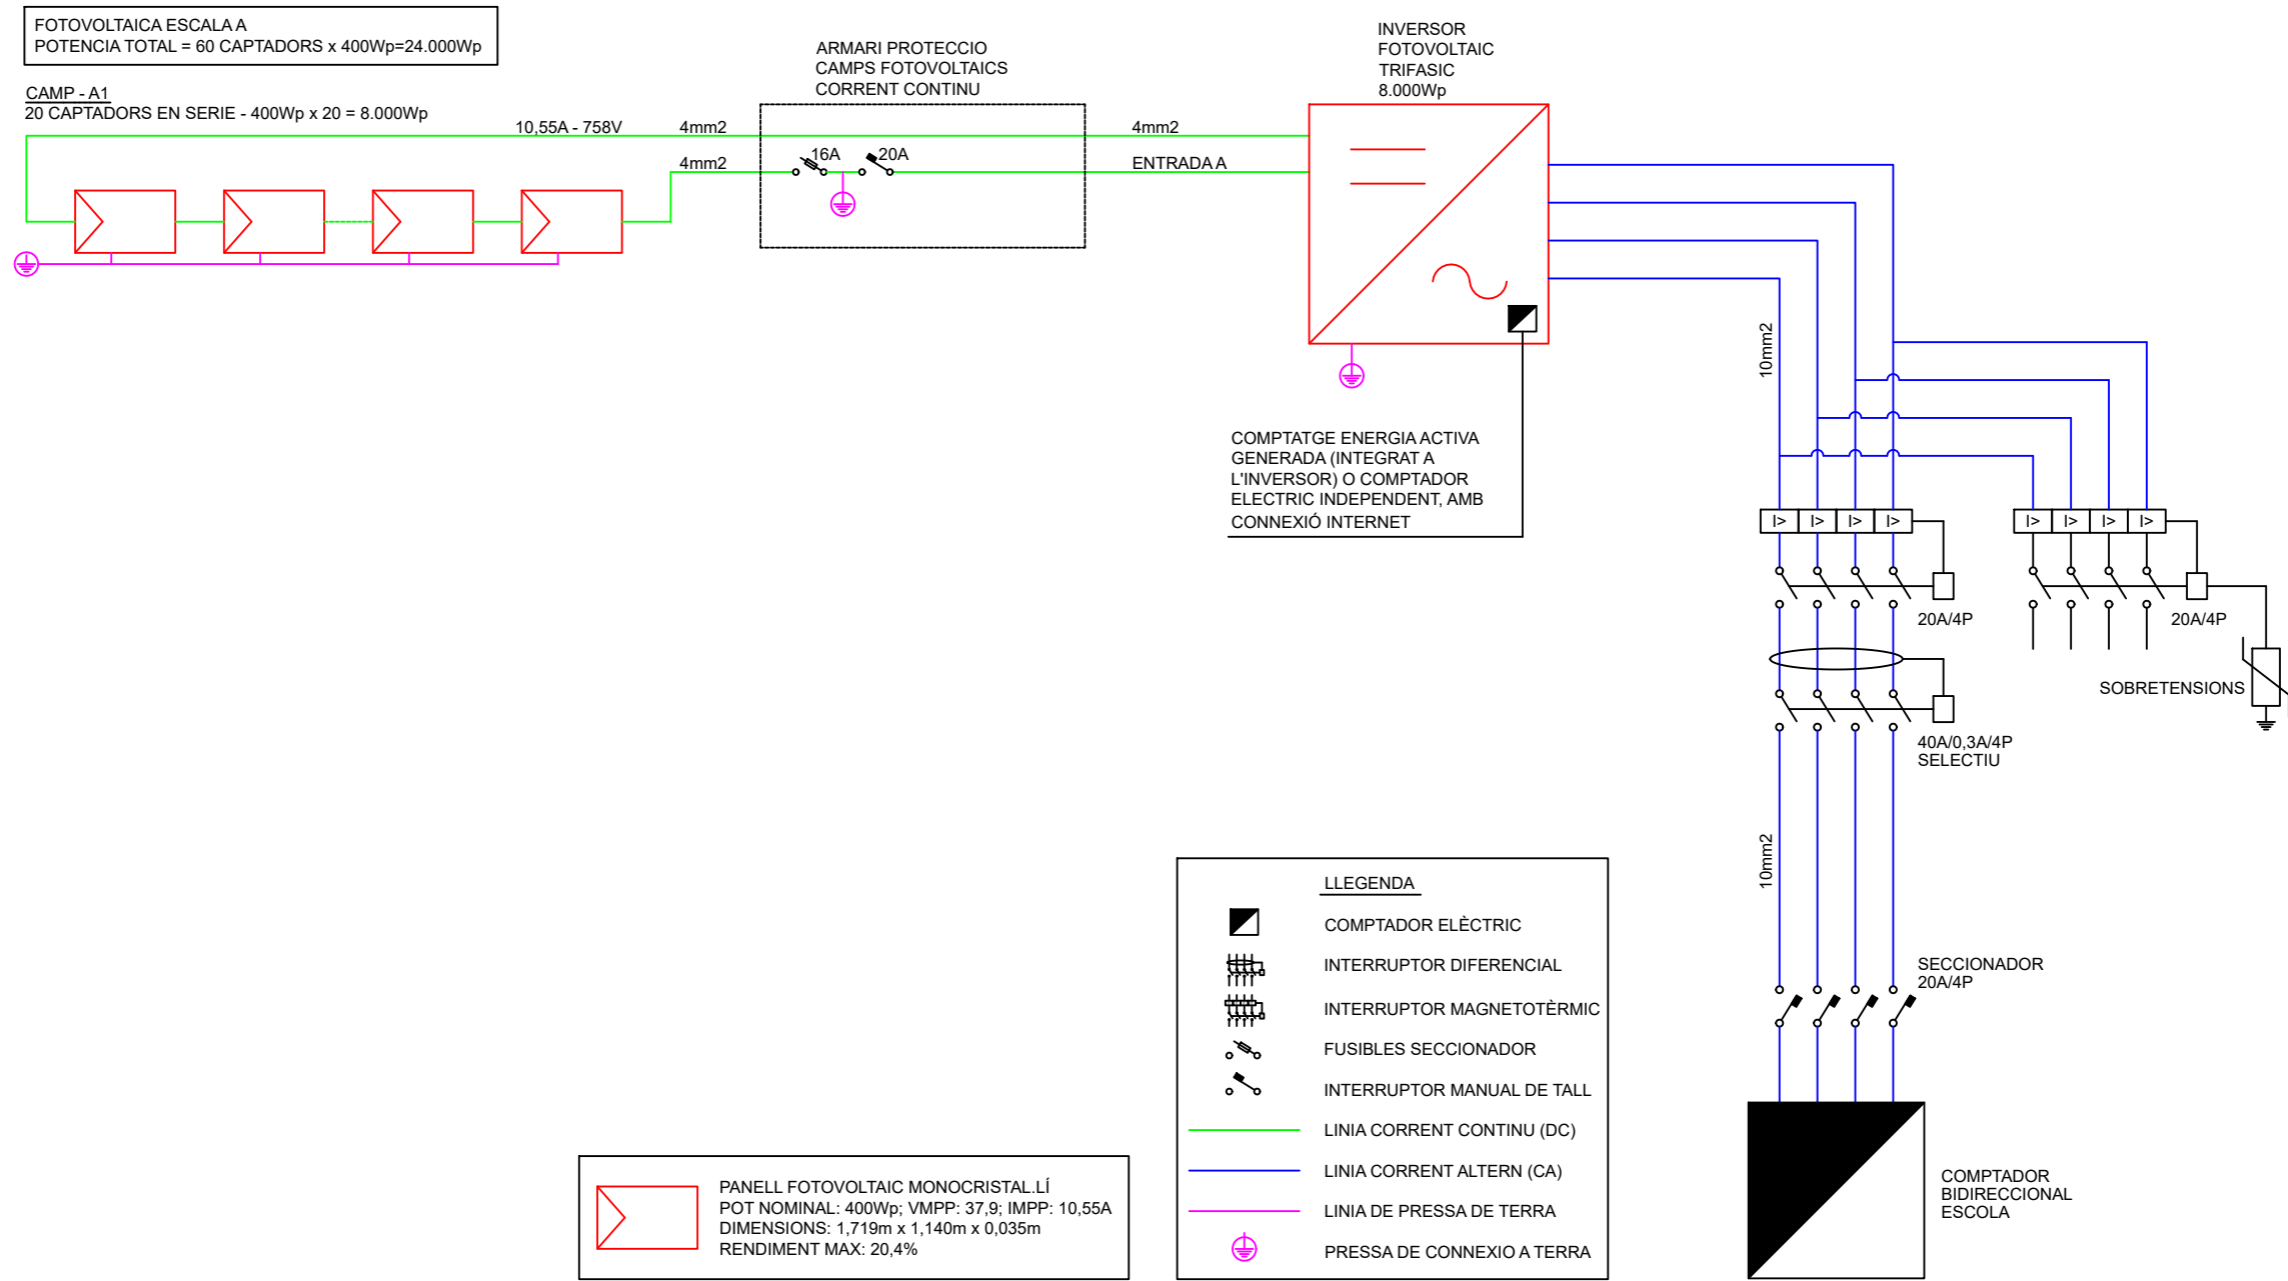 FOTOVOLTAICA ESCALA A
POTENCIA TOTAL = 60 CAPTADORS x 400Wp=24.000Wp
CAMP - A1
20 CAPTADORS EN SERIE - 400Wp x 20 = 8.000Wp
10,55A - 758V
4mm2
4mm2
ARMARI PROTECCIO
CAMPS FOTOVOLTAICS
CORRENT CONTINU
16A
20A
4mm2
ENTRADA A
INVERSOR
FOTOVOLTAIC
TRIFASIC
8.000Wp
COMPTATGE ENERGIA ACTIVA
GENERADA (INTEGRAT A
L'INVERSOR) O COMPTADOR
ELECTRIC INDEPENDENT, AMB
CONNEXIÓ INTERNET
10mm2
I> I> I> I>
I> I> I> I>
20A/4P
20A/4P
SOBRETENSIONS
40A/0,3A/4P
SELECTIU
10mm2
SECCIONADOR
20A/4P
COMPTADOR
BIDIRECCIONAL
ESCOLA
LLEGENDA
COMPTADOR ELÈCTRIC
INTERRUPTOR DIFERENCIAL
INTERRUPTOR MAGNETOTÈRMIC
FUSIBLES SECCIONADOR
INTERRUPTOR MANUAL DE TALL
LINIA CORRENT CONTINU (DC)
LINIA CORRENT ALTERN (CA)
LINIA DE PRESSA DE TERRA
PRESSA DE CONNEXIO A TERRA
PANELL FOTOVOLTAIC MONOCRISTAL.LÍ
POT NOMINAL: 400Wp; VMPP: 37,9; IMPP: 10,55A
DIMENSIONS: 1,719m x 1,140m x 0,035m
RENDIMENT MAX: 20,4%